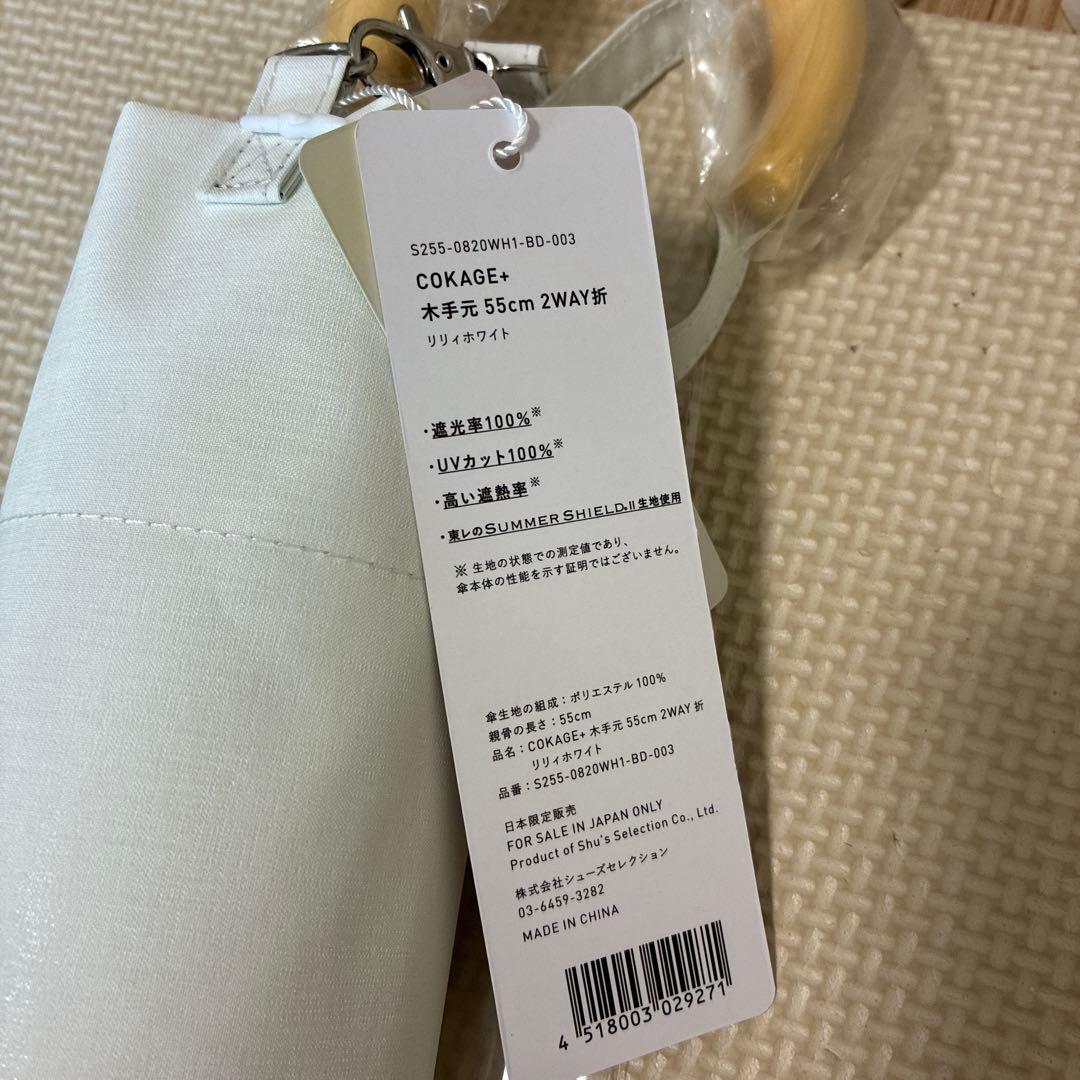 S255-0820WH1-BD-003
COKAGE+
木手元 55cm 2WAY折
リリィホワイト
・遮光率100%※
・UVカット100%※
・高い遮熱率※
・東レのSUMMER SHIELD®II生地使用
※ 生地の状態での測定値であり、
傘本体の性能を示す証明ではございません。
傘生地の組成：ポリエステル 100%
親骨の長さ：55cm
品名：COKAGE+ 木手元 55cm 2WAY 折
リリィホワイト
品番：S255-0820WH1-BD-003
日本限定販売
FOR SALE IN JAPAN ONLY
Product of Shu's Selection Co., Ltd.
株式会社シューズセレクション
03-6459-3282
MADE IN CHINA
4 518003 029271